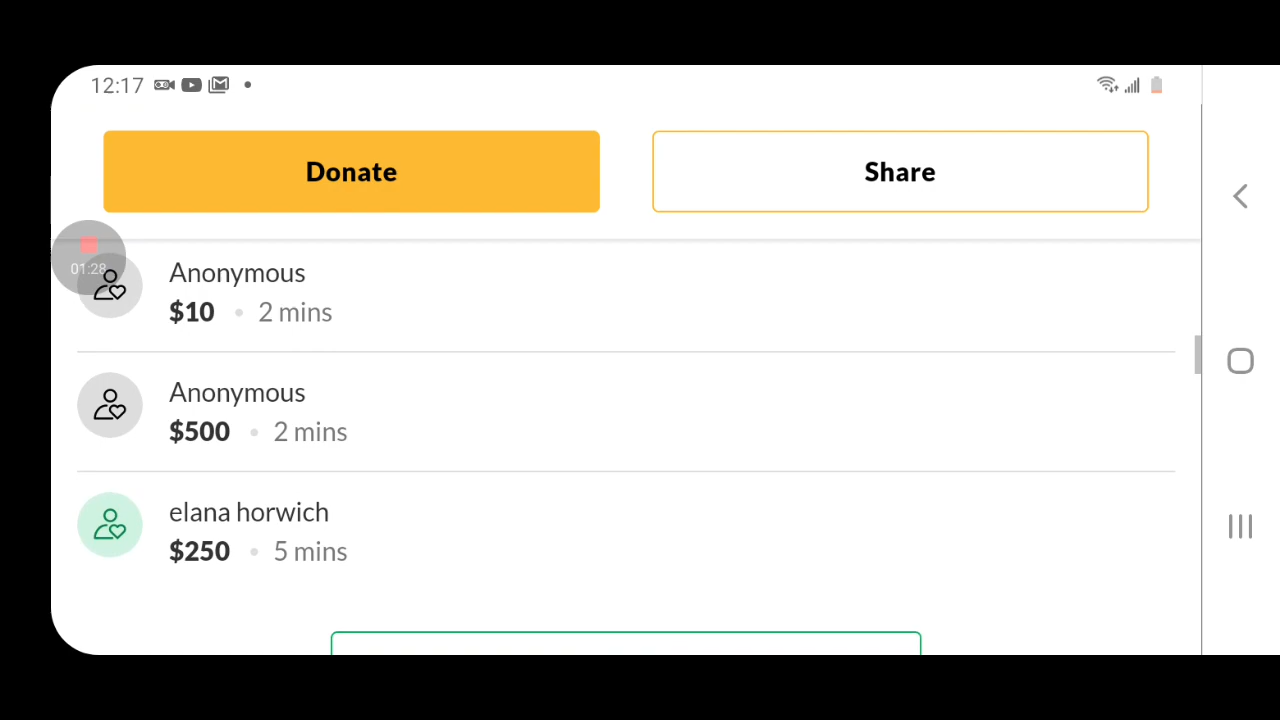 12:17
Donate
Share
01:28
Anonymous
$10 • 2 mins
Anonymous
$500 • 2 mins
elana horwich
$250 • 5 mins